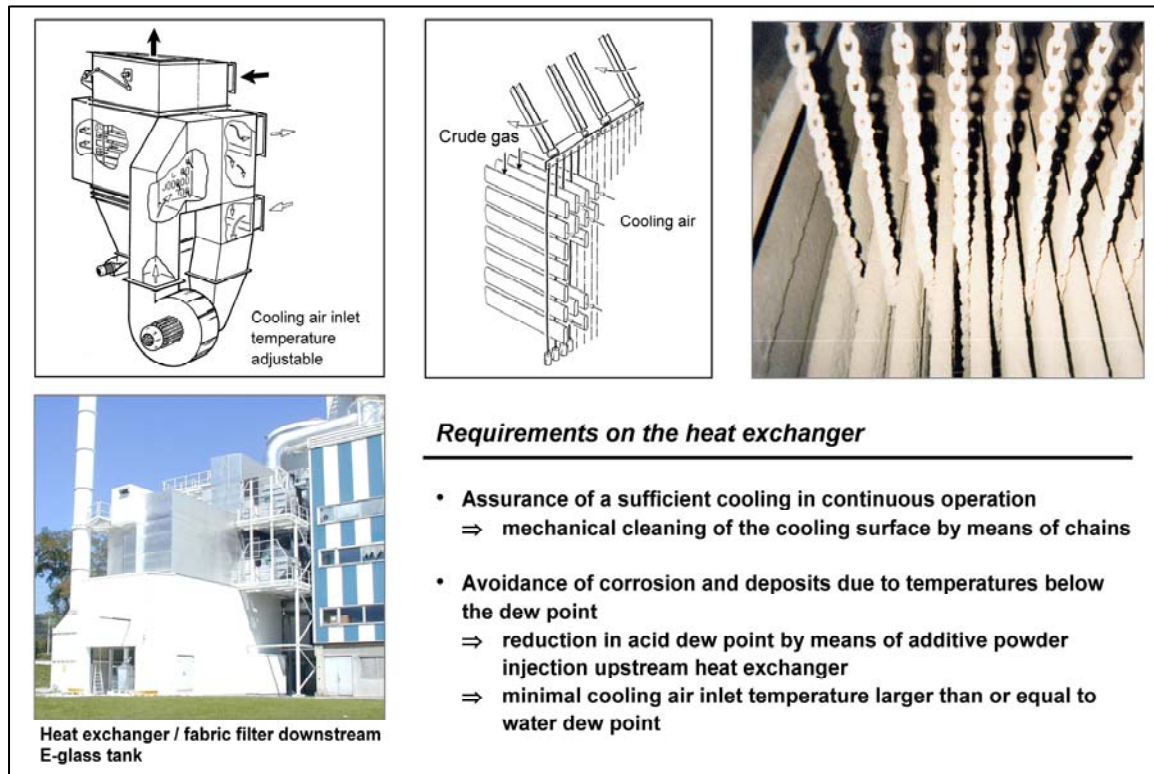 Cooling air inlet
temperature
adjustable
Crude gas
Cooling air
Heat exchanger / fabric filter downstream
E-glass tank
Requirements on the heat exchanger
• Assurance of a sufficient cooling in continuous operation
⇒ mechanical cleaning of the cooling surface by means of chains
• Avoidance of corrosion and deposits due to temperatures below
the dew point
⇒ reduction in acid dew point by means of additive powder
injection upstream heat exchanger
⇒ minimal cooling air inlet temperature larger than or equal to
water dew point